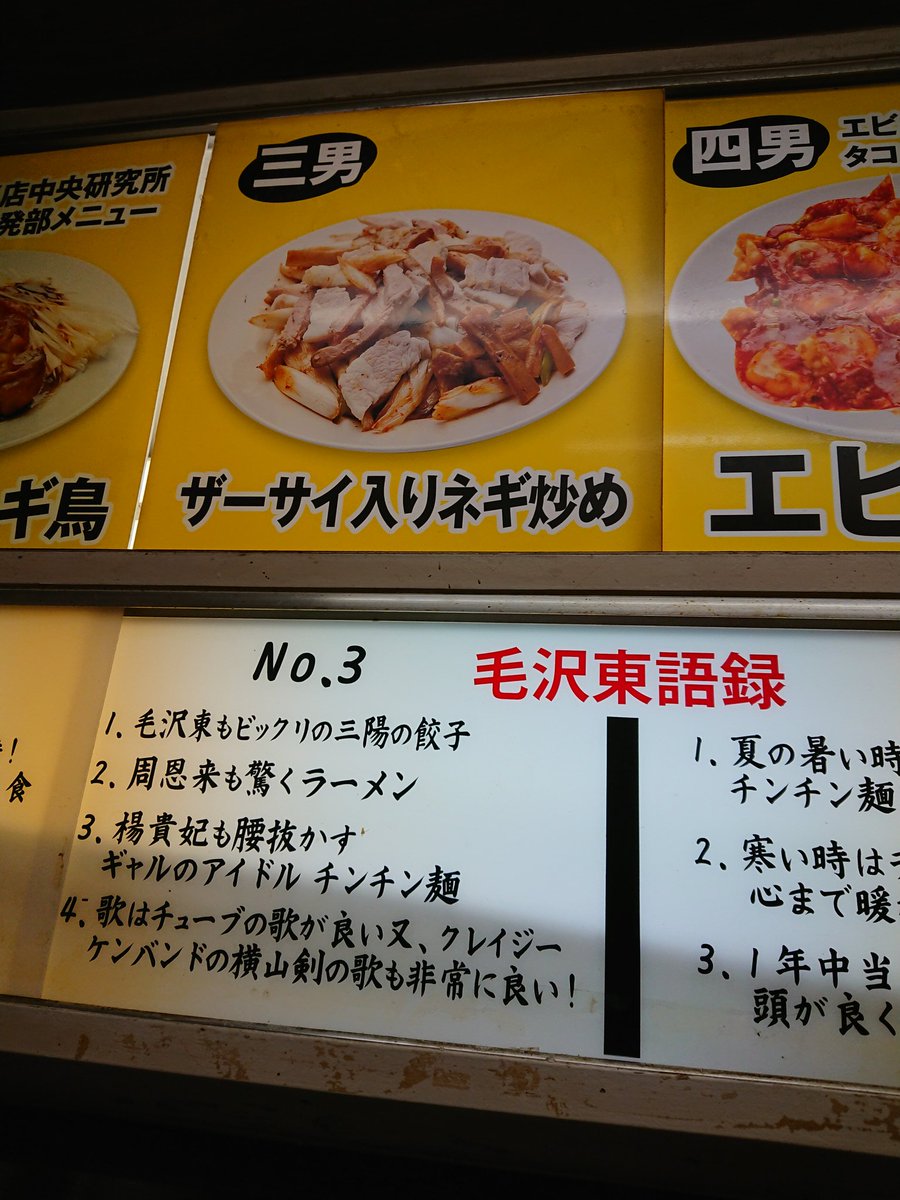 店中央研究所
発部メニュー
ギ鳥
三男
ザーサイ入りネギ炒め
四男
エビ
タコ
エビ
!
食
No.3
毛沢東語録
1. 毛沢東もビックリの三陽の餃子
2. 周恩来も驚くラーメン
3. 楊貴妃も腰抜かす
ギャルのアイドル チンチン麺
4. 歌はチューブの歌が良い又、クレイジー
ケンバンドの横山剣の歌も非常に良い!
1. 夏の暑い時
チンチン麺
2. 寒い時は
心まで暖
3. 1年中当
頭が良く